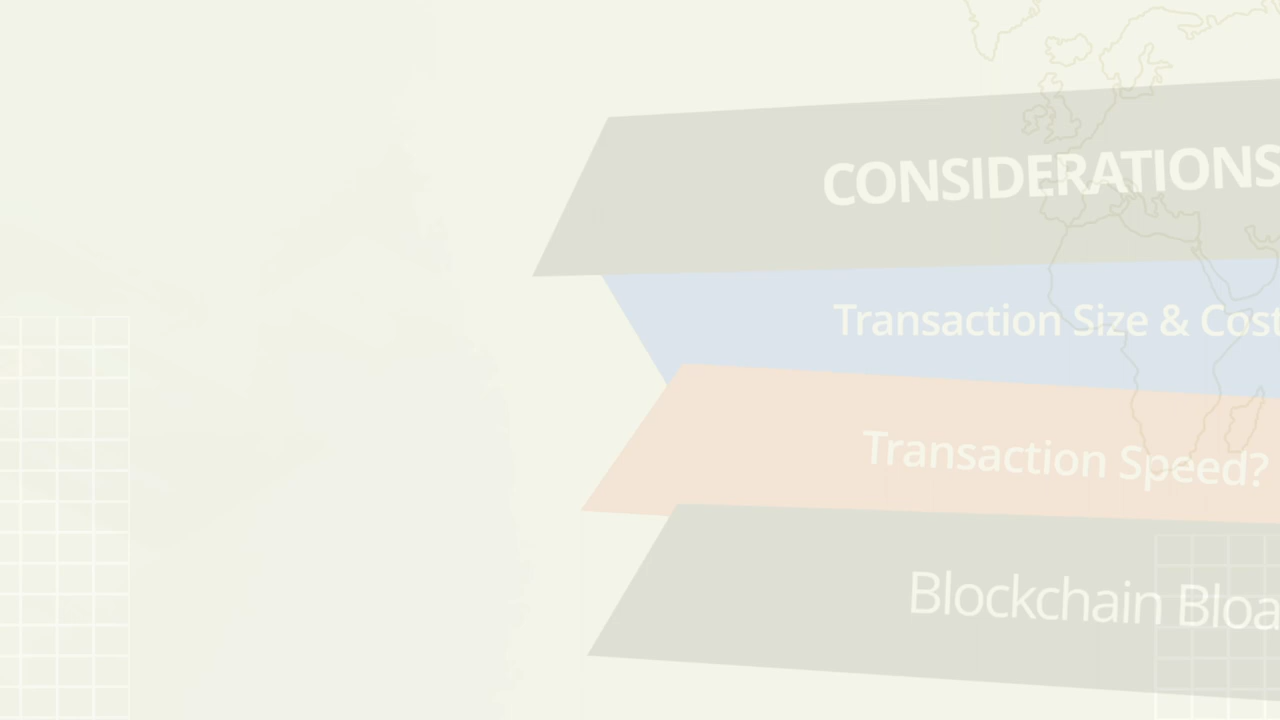 CONSIDERATIONS
Transaction Size & Cost
Transaction Speed?
Blockchain Bloa